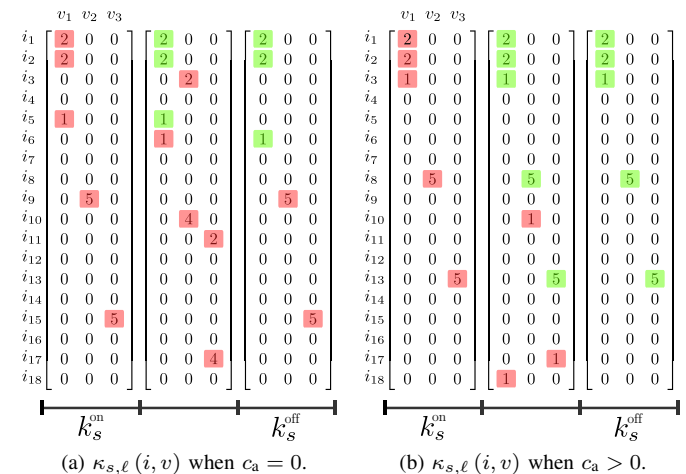 v₁ v₂ v₃ v₁ v₂ v₃
i₁ 2 0 0 2 0 0 2 0 0 i₁ 2 0 0 2 0 0 2 0 0
i₂ 2 0 0 2 0 0 2 0 0 i₂ 2 0 0 2 0 0 2 0 0
i₃ 0 0 0 0 2 0 0 0 0 i₃ 1 0 0 1 0 0 1 0 0
i₄ 0 0 0 0 0 0 0 0 0 i₄ 0 0 0 0 0 0 0 0 0
i₅ 1 0 0 1 0 0 0 0 0 i₅ 0 0 0 0 0 0 0 0 0
i₆ 0 0 0 1 0 0 1 0 0 i₆ 0 0 0 0 0 0 0 0 0
i₇ 0 0 0 0 0 0 0 0 0 i₇ 0 0 0 0 0 0 0 0 0
i₈ 0 0 0 0 0 0 0 0 0 i₈ 0 5 0 0 5 0 0 5 0
i₉ 0 5 0 0 0 0 0 5 0 i₉ 0 0 0 0 0 0 0 0 0
i₁₀ 0 0 0 0 4 0 0 0 0 i₁₀ 0 0 0 0 1 0 0 0 0
i₁₁ 0 0 0 0 0 2 0 0 0 i₁₁ 0 0 0 0 0 0 0 0 0
i₁₂ 0 0 0 0 0 0 0 0 0 i₁₂ 0 0 0 0 0 0 0 0 0
i₁₃ 0 0 0 0 0 0 0 0 0 i₁₃ 0 0 5 0 0 5 0 0 5
i₁₄ 0 0 0 0 0 0 0 0 0 i₁₄ 0 0 0 0 0 0 0 0 0
i₁₅ 0 0 5 0 0 0 0 0 5 i₁₅ 0 0 0 0 0 0 0 0 0
i₁₆ 0 0 0 0 0 0 0 0 0 i₁₆ 0 0 0 0 0 0 0 0 0
i₁₇ 0 0 0 0 0 4 0 0 0 i₁₇ 0 0 0 0 0 1 0 0 0
i₁₈ 0 0 0 0 0 0 0 0 0 i₁₈ 0 0 0 1 0 0 0 0 0
k_s^on k_s^off k_s^on k_s^off
(a) κ_{s,ℓ} (i, v) when c_a = 0. (b) κ_{s,ℓ} (i, v) when c_a > 0.